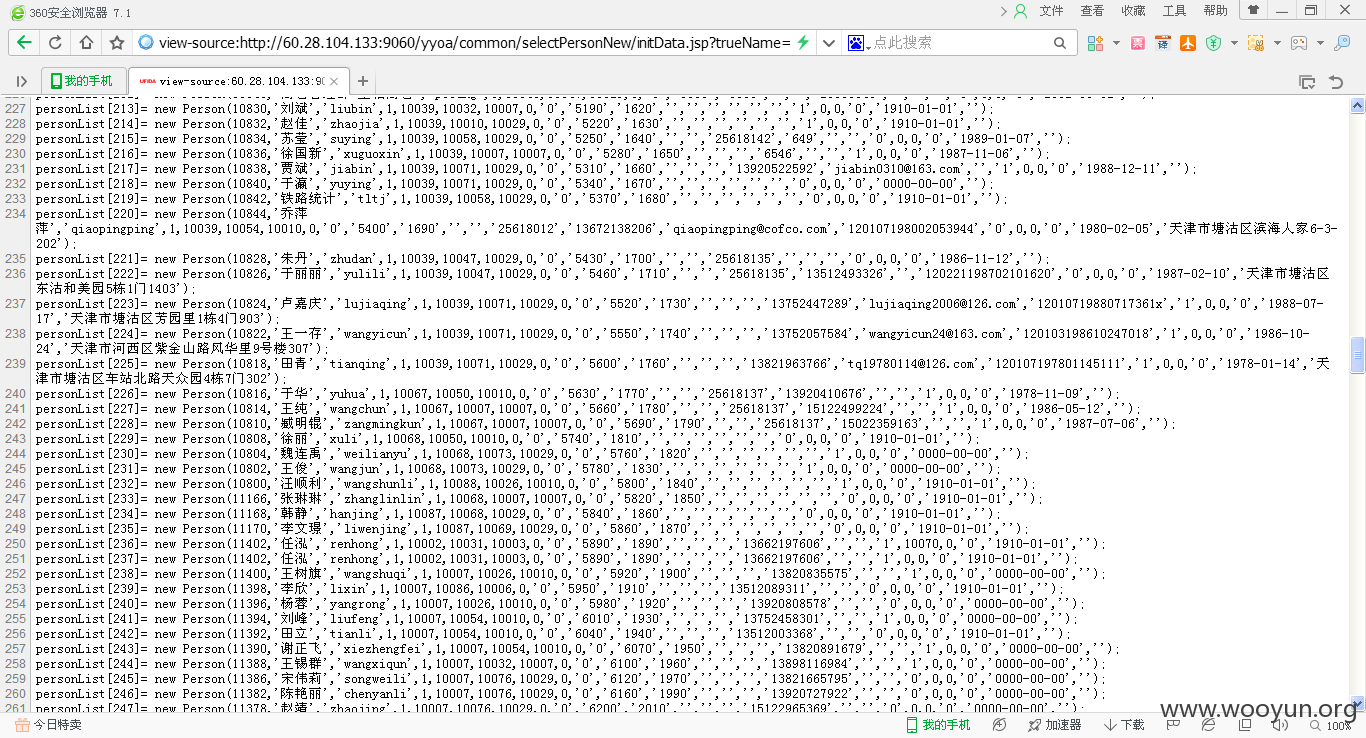 360安全浏览器 7.1
文件 查看 收藏 工具 帮助
view-source:http://60.28.104.133:9060/yyoa/common/selectPersonNew/initData.jsp?trueName=
点此搜索
我的手机
UFIDA view-source:60.28.104.133:90
227 personList[213]= new Person(10830,'刘斌','liubin',1,10039,10032,10007,0,'0','5190','1620','','','','','','','1',0,0,'0','1910-01-01','');
228 personList[214]= new Person(10832,'赵佳','zhaojia',1,10039,10010,10029,0,'0','5220','1630','','','','','','','1',0,0,'0','1910-01-01','');
229 personList[215]= new Person(10834,'苏莹','suying',1,10039,10058,10029,0,'0','5250','1640','','','25618142','649','','','0',0,0,'0','1989-01-07','');
230 personList[216]= new Person(10836,'徐国新','xuguoxin',1,10039,10007,10007,0,'0','5280','1650','','','','6546','','','1',0,0,'0','1987-11-06','');
231 personList[217]= new Person(10838,'贾斌','jiabin',1,10039,10071,10029,0,'0','5310','1660','','','','13920522592','jiabin0310@163.com','','1',0,0,'0','1988-12-11','');
232 personList[218]= new Person(10840,'于瀛','yuying',1,10039,10071,10029,0,'0','5340','1670','','','','','','','0',0,0,'0','0000-00-00','');
233 personList[219]= new Person(10842,'铁路统计','tltj',1,10039,10058,10029,0,'0','5370','1680','','','','','','','0',0,0,'0','1910-01-01','');
234 personList[220]= new Person(10844,'乔萍
萍','qiaopingping',1,10039,10054,10010,0,'0','5400','1690','','','25618012','13672138206','qiaopingping@cofco.com','120107198002053944','0',0,0,'0','1980-02-05','天津市塘沽区滨海人家6-3-
202');
235 personList[221]= new Person(10828,'朱丹','zhudan',1,10039,10047,10029,0,'0','5430','1700','','','25618135','','','','0',0,0,'0','1986-11-12','');
236 personList[222]= new Person(10826,'于丽丽','yulili',1,10039,10047,10029,0,'0','5460','1710','','','25618135','13512493326','','120221198702101620','0',0,0,'0','1987-02-10','天津市塘沽区
东沽和美园5栋1门1403');
237 personList[223]= new Person(10824,'卢嘉庆','lujiaqing',1,10039,10071,10029,0,'0','5520','1730','','','','13752447289','lujiaqing2006@126.com','12010719880717361x','1',0,0,'0','1988-07-
17','天津市塘沽区芳园里1栋4门903');
238 personList[224]= new Person(10822,'王一存','wangyicun',1,10039,10071,10029,0,'0','5550','1740','','','','13752057584','wangyicun24@163.com','120103198610247018','1',0,0,'0','1986-10-
24','天津市河西区紫金山路风华里9号楼307');
239 personList[225]= new Person(10818,'田青','tianqing',1,10039,10071,10029,0,'0','5600','1760','','','','13821963766','tq19780114@126.com','120107197801145111','1',0,0,'0','1978-01-14','天
津市塘沽区车站北路天众园4栋7门302');
240 personList[226]= new Person(10816,'于华','yuhua',1,10067,10050,10010,0,'0','5630','1770','','','25618137','13920410676','','','1',0,0,'0','1978-11-09','');
241 personList[227]= new Person(10814,'王纯','wangchun',1,10067,10007,10007,0,'0','5660','1780','','','25618137','15122499224','','','1',0,0,'0','1986-05-12','');
242 personList[228]= new Person(10810,'臧明锟','zangmingkun',1,10067,10007,10007,0,'0','5690','1790','','','25618137','15022359163','','','1',0,0,'0','1987-07-06','');
243 personList[229]= new Person(10808,'徐丽','xuli',1,10068,10050,10010,0,'0','5740','1810','','','','','','','0',0,0,'0','1910-01-01','');
244 personList[230]= new Person(10804,'魏连禹','weilianyu',1,10068,10073,10029,0,'0','5760','1820','','','','','','','1',0,0,'0','0000-00-00','');
245 personList[231]= new Person(10802,'王俊','wangjun',1,10068,10073,10029,0,'0','5780','1830','','','','','','','1',0,0,'0','0000-00-00','');
246 personList[232]= new Person(10800,'汪顺利','wangshunli',1,10088,10026,10010,0,'0','5800','1840','','','','','','','0',0,0,'0','1910-01-01','');
247 personList[233]= new Person(11166,'张琳琳','zhanglinlin',1,10068,10007,10007,0,'0','5820','1850','','','','','','','0',0,0,'0','1910-01-01','');
248 personList[234]= new Person(11168,'韩静','hanjing',1,10087,10068,10029,0,'0','5840','1860','','','','','','','0',0,0,'0','1910-01-01','');
249 personList[235]= new Person(11170,'李文璟','liwenjing',1,10087,10069,10029,0,'0','5860','1870','','','','','','','0',0,0,'0','1910-01-01','');
250 personList[236]= new Person(11402,'任泓','renhong',1,10002,10031,10003,0,'0','5890','1890','','','','13662197606','','','1',10070,0,'0','1910-01-01','');
251 personList[237]= new Person(11402,'任泓','renhong',1,10002,10031,10003,0,'0','5890','1890','','','','13662197606','','','1',0,0,'0','1910-01-01','');
252 personList[238]= new Person(11400,'王树旗','wangshuqi',1,10007,10026,10010,0,'0','5920','1900','','','','13820835575','','','1',0,0,'0','0000-00-00','');
253 personList[239]= new Person(11398,'李欣','lixin',1,10007,10086,10006,0,'0','5950','1910','','','','13512089311','','','0',0,0,'0','1910-01-01','');
254 personList[240]= new Person(11396,'杨蓉','yangrong',1,10007,10026,10010,0,'0','5980','1920','','','','13920808578','','','0',0,0,'0','0000-00-00','');
255 personList[241]= new Person(11394,'刘峰','liufeng',1,10007,10054,10010,0,'0','6010','1930','','','','13752458301','','','1',0,0,'0','0000-00-00','');
256 personList[242]= new Person(11392,'田立','tianli',1,10007,10054,10010,0,'0','6040','1940','','','','13512003368','','','0',0,0,'0','1910-01-01','');
257 personList[243]= new Person(11390,'谢正飞','xiezhengfei',1,10007,10054,10010,0,'0','6070','1950','','','','13820891679','','','1',0,0,'0','0000-00-00','');
258 personList[244]= new Person(11388,'王锡群','wangxiqun',1,10007,10032,10007,0,'0','6100','1960','','','','13898116984','','','1',0,0,'0','0000-00-00','');
259 personList[245]= new Person(11386,'宋伟莉','songweili',1,10007,10076,10029,0,'0','6120','1970','','','','13821665795','','','0',0,0,'0','0000-00-00','');
260 personList[246]= new Person(11382,'陈艳丽','chenyanli',1,10007,10076,10029,0,'0','6160','1990','','','','13920727922','','','0',0,0,'0','0000-00-00','');
261 personList[247]= new Person(11378,'赵靖','zhaojing',1,10007,10076,10029,0,'0','6200','2010','','','','15122965369','','','0',0,0,'0','0000-00-00','');
www.wooyun.org
今日特卖
我的手机 加速器 下载 100%